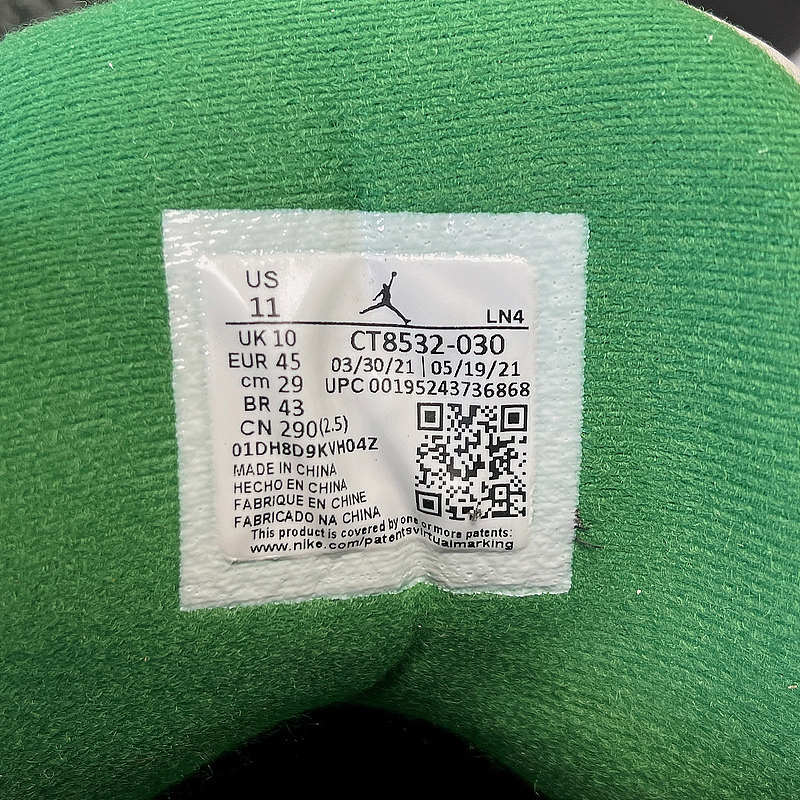 US
11
LN4
UK 10
EUR 45
cm 29
BR 43
CN 290(2.5)
CT8532-030
03/30/21 | 05/19/21
UPC 00195243736868
01DH8D9KVH04Z
MADE IN CHINA
HECHO EN CHINA
FABRIQUE EN CHINE
FABRICADO NA CHINA
This product is covered by one or more patents:
www.nike.com/patentsvirtualmarking